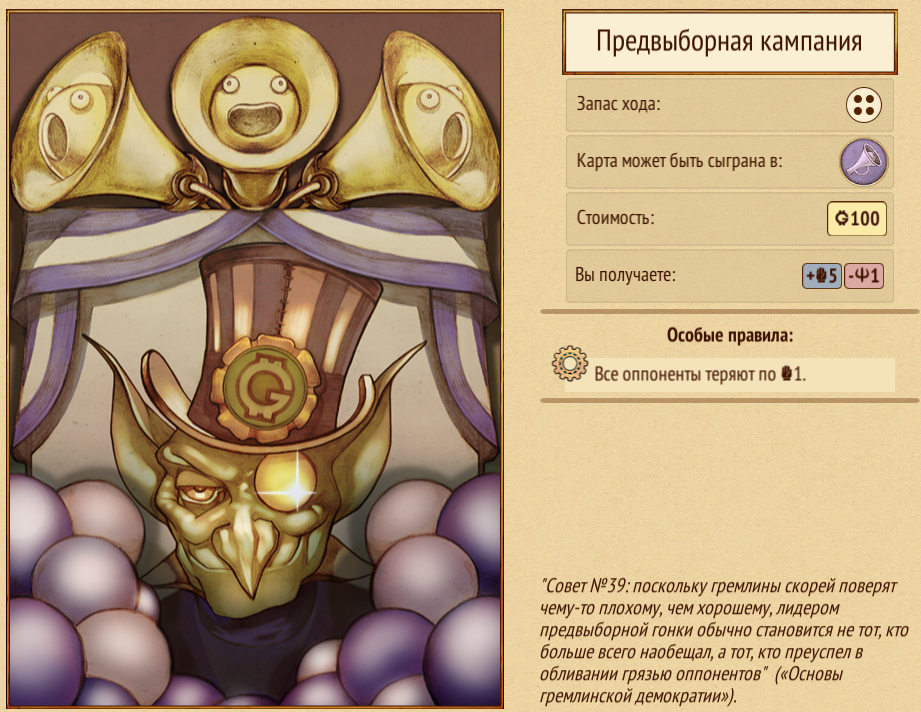 Предвыборная кампания
Запас хода:
Карта может быть сыграна в:
Стоимость: G100
Вы получаете: +5 -1
Особые правила:
Все оппоненты теряют по 1.
G
"Совет №39: поскольку гремлины скорей поверят
чему-то плохому, чем хорошему, лидером
предвыборной гонки обычно становится не тот, кто
больше всего наобещал, а тот, кто преуспел в
обливании грязью оппонентов" («Основы
гремлинской демократии»).